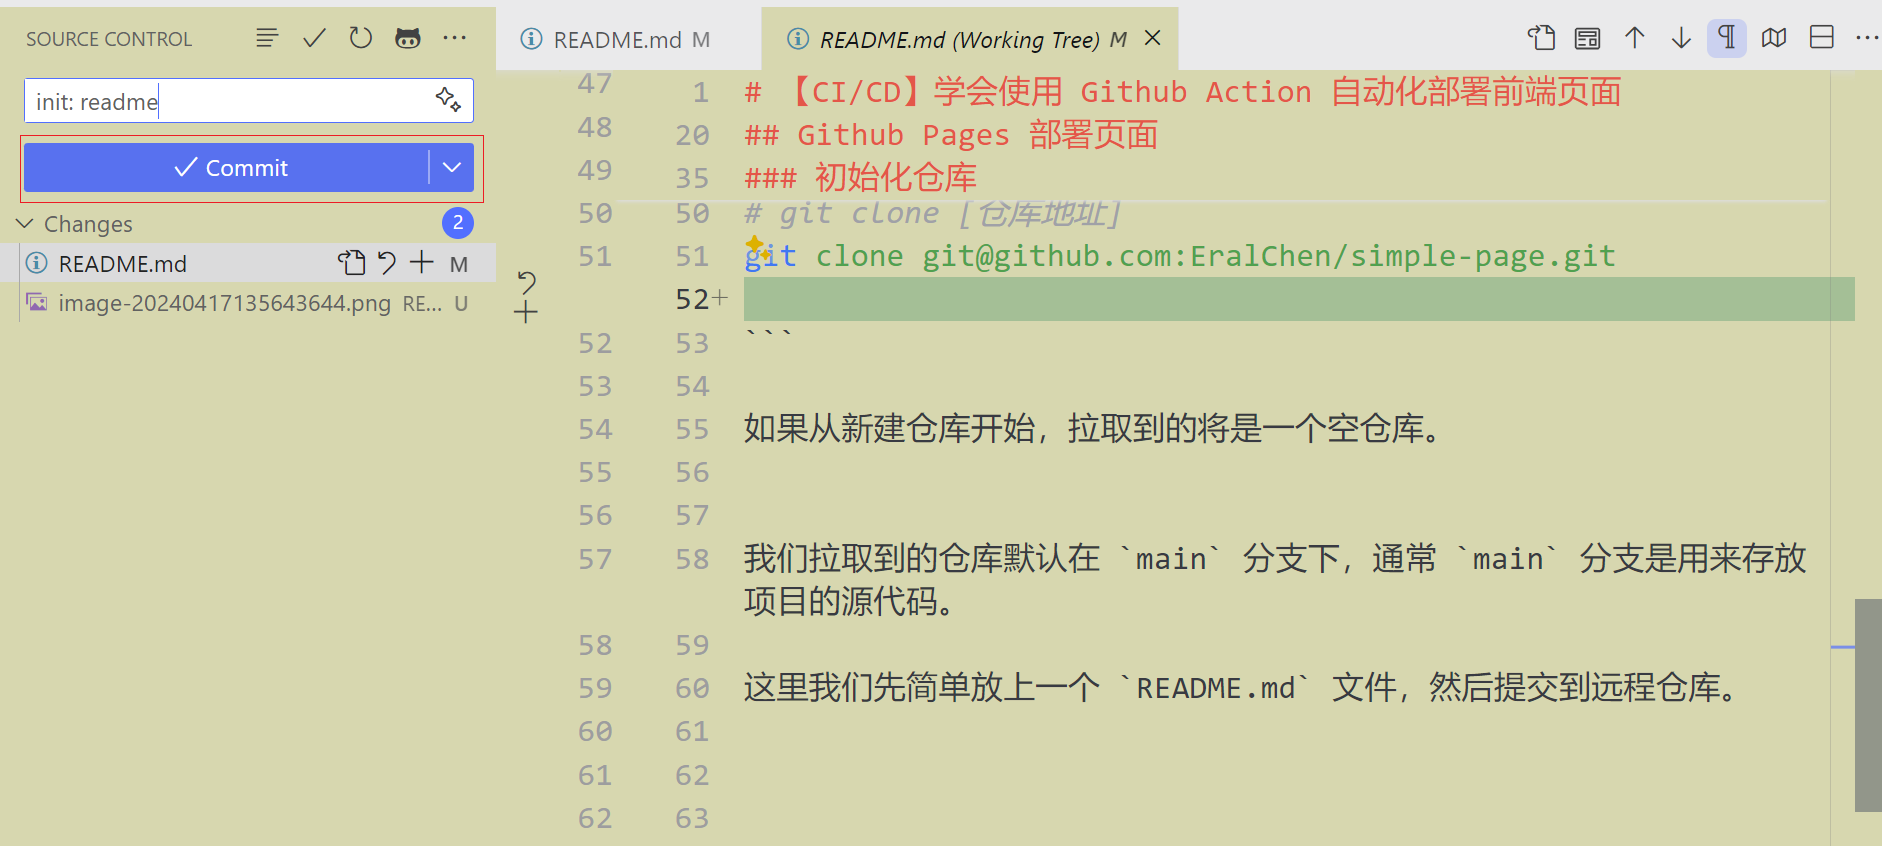 SOURCE CONTROL
init: readme
Commit
Changes 2
README.md M
image-20240417135643644.png RE... U
README.md M
README.md (Working Tree) M
47 1 # 【CI/CD】学会使用 Github Action 自动化部署前端页面
48 20 ## Github Pages 部署页面
49 35 ### 初始化仓库
50 50 # git clone [仓库地址]
51 51 git clone git@github.com:EralChen/simple-page.git
52+
52 53 ```
53 54
54 55 如果从新建仓库开始，拉取到的将是一个空仓库。
55 56
56 57
57 58 我们拉取到的仓库默认在 `main` 分支下，通常 `main` 分支是用来存放
项目的源代码。
58 59
59 60 这里我们先简单放上一个 `README.md` 文件，然后提交到远程仓库。
60 61
61 62
62 63